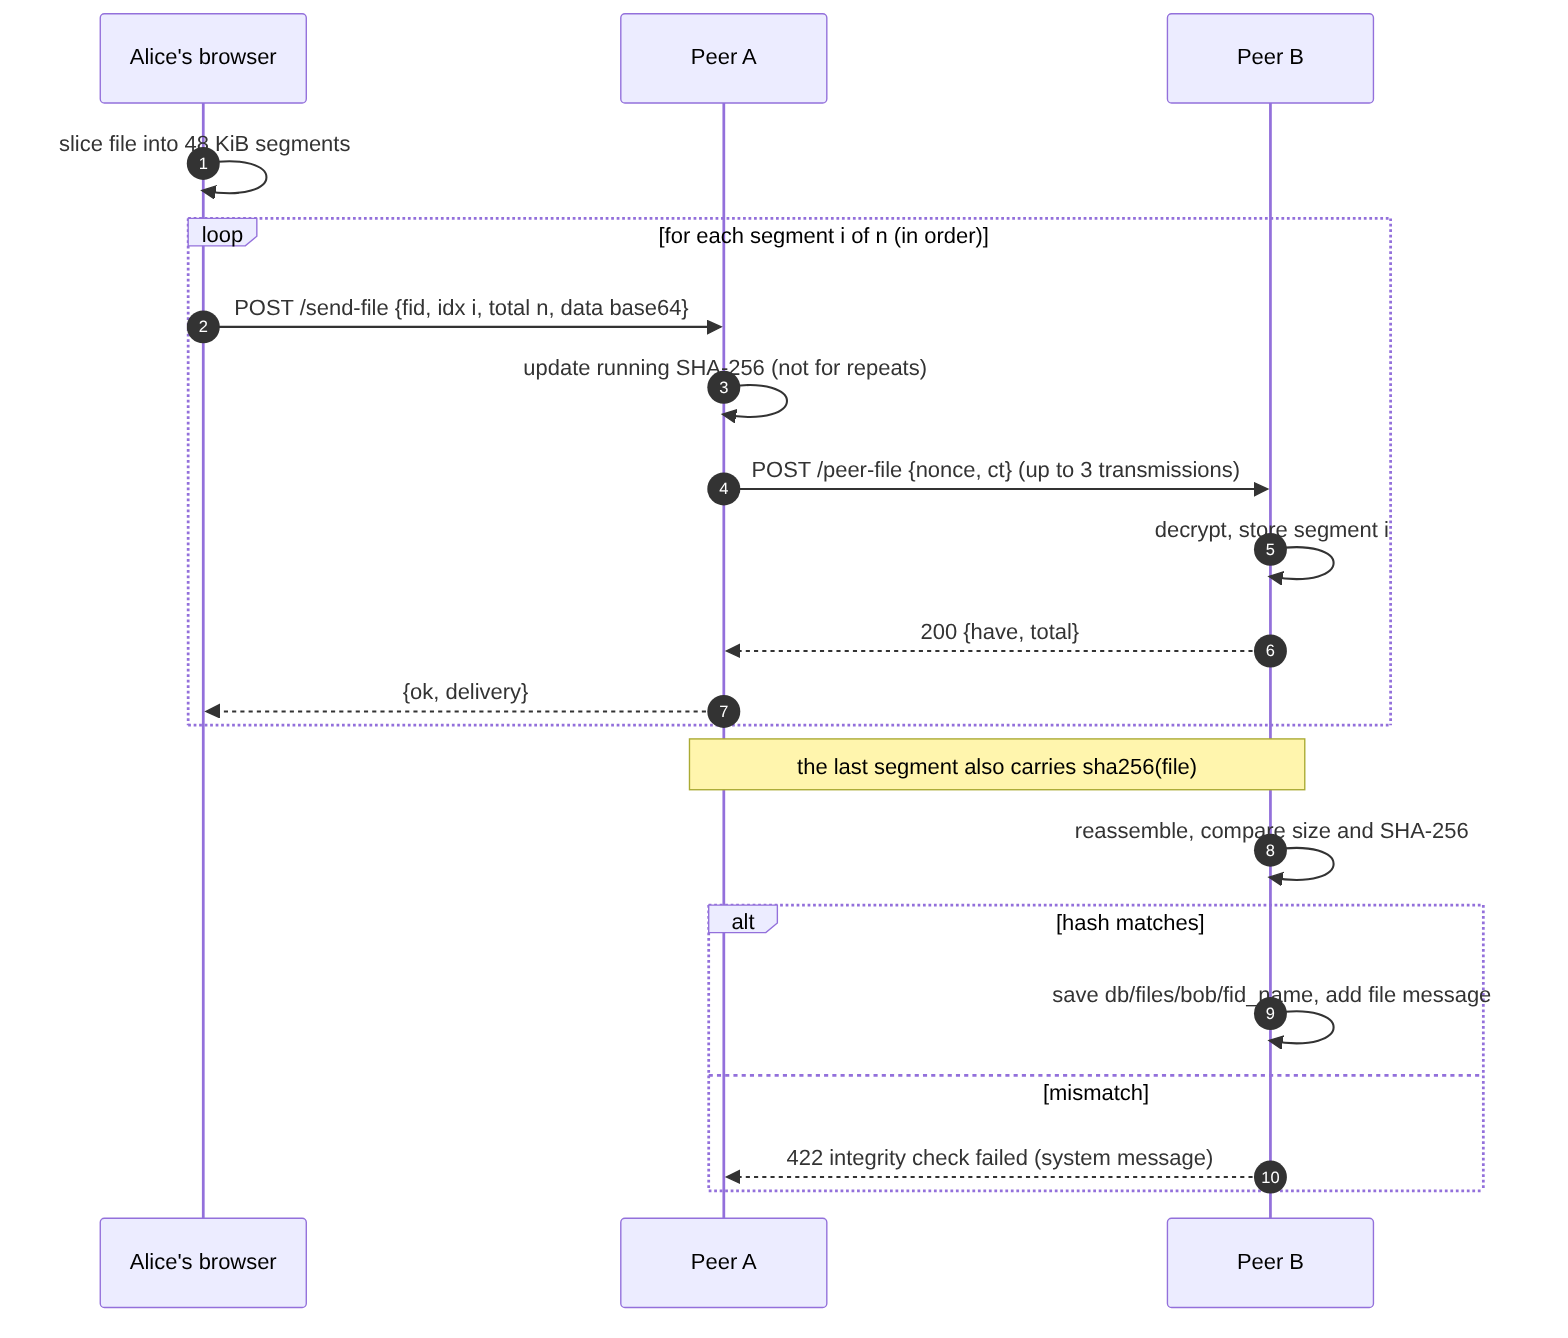 Alice's browser
Peer A
Peer B
slice file into 48 KiB segments
1
loop
[for each segment i of n (in order)]
POST /send-file {fid, idx i, total n, data base64}
2
update running SHA-256 (not for repeats)
3
POST /peer-file {nonce, ct} (up to 3 transmissions)
4
decrypt, store segment i
5
200 {have, total}
6
{ok, delivery}
7
the last segment also carries sha256(file)
reassemble, compare size and SHA-256
8
alt
[hash matches]
save db/files/bob/fid_name, add file message
9
[mismatch]
422 integrity check failed (system message)
10
Alice's browser
Peer A
Peer B